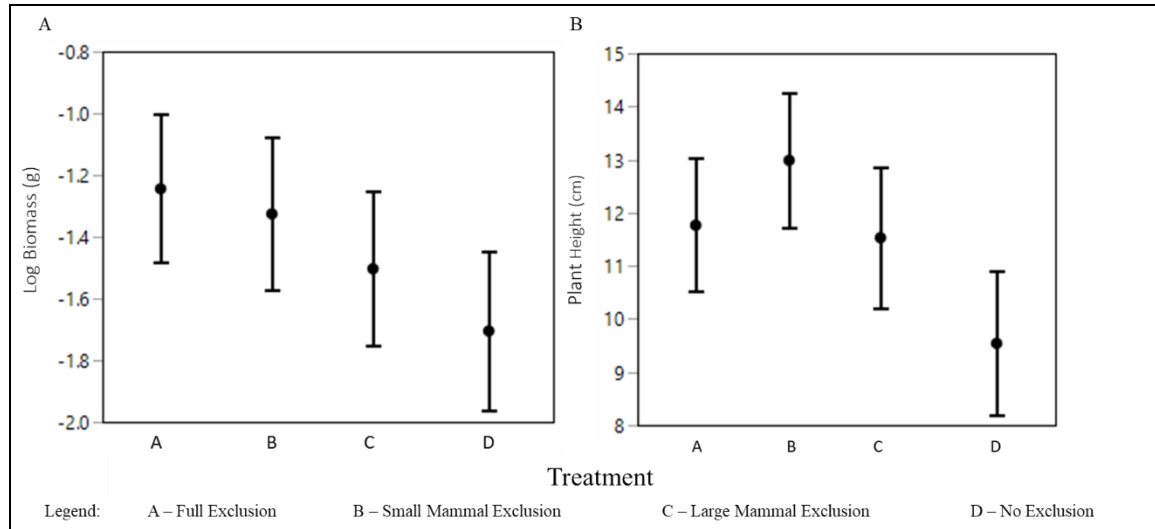 A
-0.8
-1.0
-1.2
-1.4
-1.6
-1.8
-2.0
Log Biomass (g)
A B C D
B
15
14
13
12
11
10
9
8
Plant Height (cm)
A B C D
Treatment
Legend: A – Full Exclusion B – Small Mammal Exclusion C – Large Mammal Exclusion D – No Exclusion